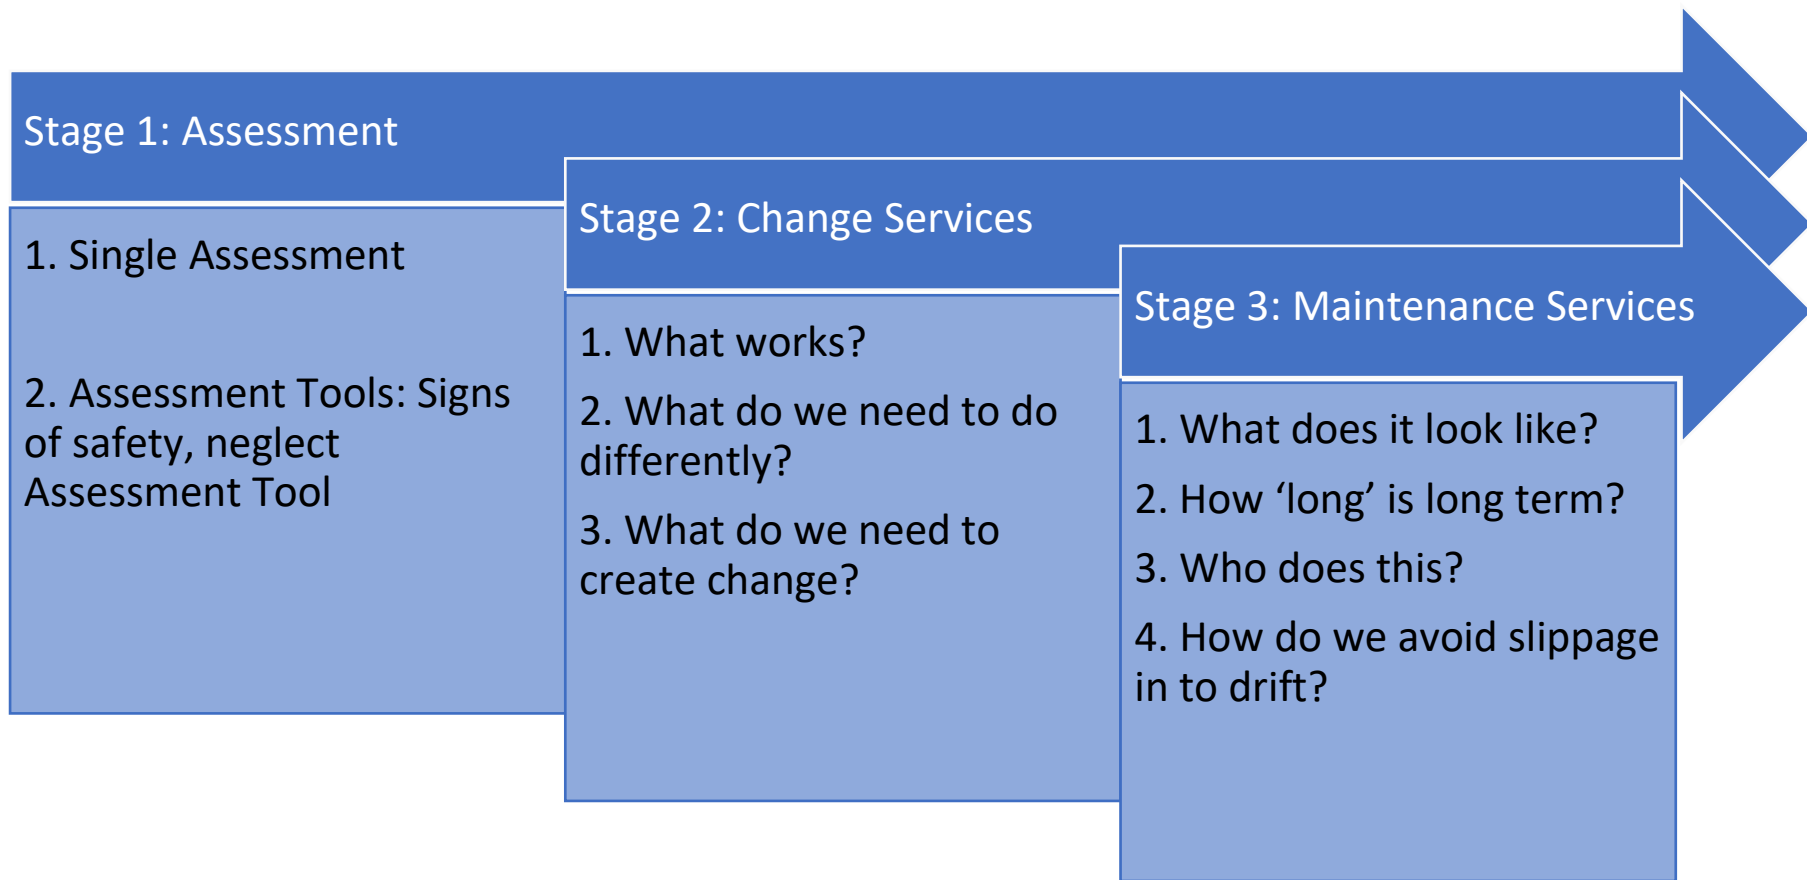 Stage 1: Assessment
1. Single Assessment
2. Assessment Tools: Signs
of safety, neglect
Assessment Tool
Stage 2: Change Services
1. What works?
2. What do we need to do
differently?
3. What do we need to
create change?
Stage 3: Maintenance Services
1. What does it look like?
2. How ‘long’ is long term?
3. Who does this?
4. How do we avoid slippage
in to drift?